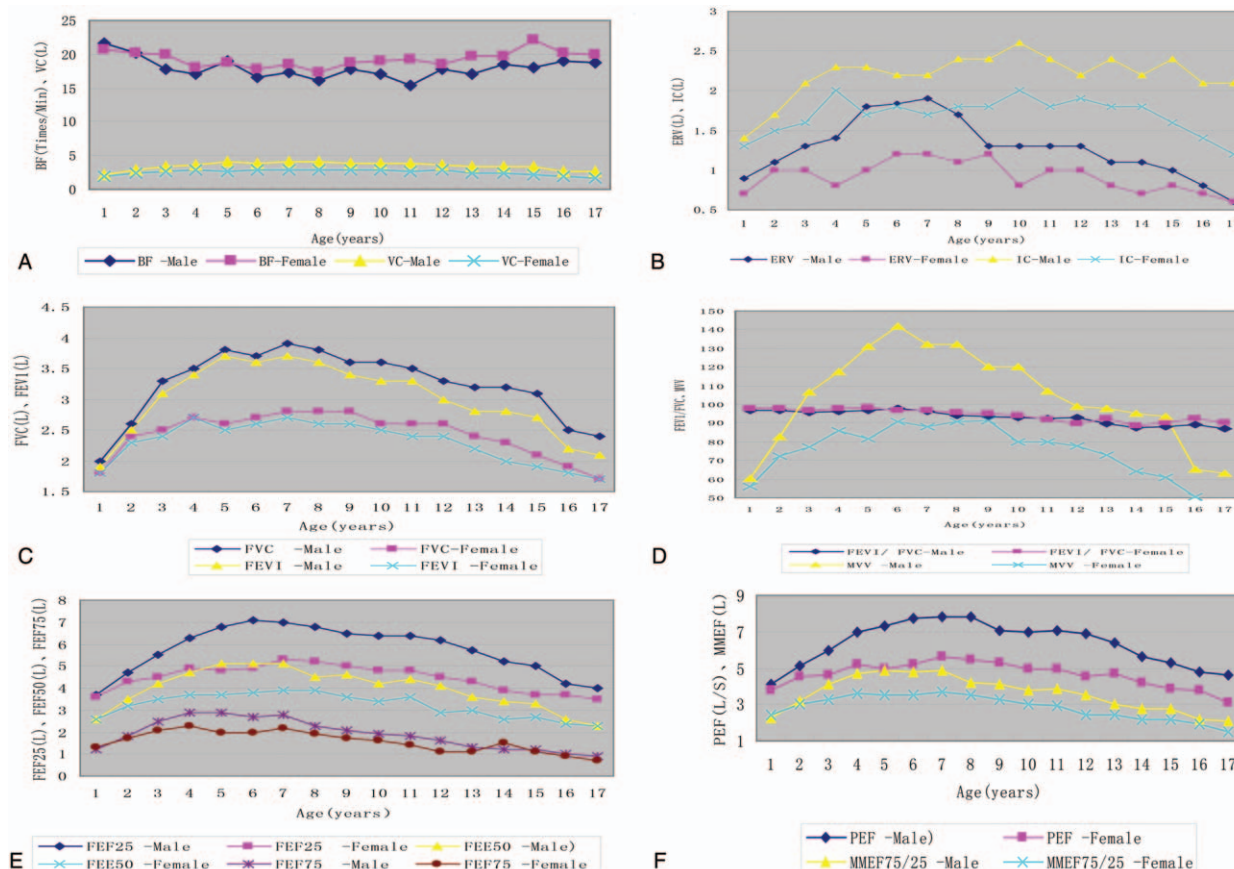 25
20
15
10
5
0
BF(Times/Min)、VC(L)
1 2 3 4 5 6 7 8 9 10 11 12 13 14 15 16 17
Age(years)
BF -Male BF-Female VC-Male VC-Female
A
3
2.5
2
1.5
1
0.5
ERV(L)、IC(L)
1 2 3 4 5 6 7 8 9 10 11 12 13 14 15 16 1
Age(years)
ERV -Male ERV-Female IC-Male IC-Female
B
4.5
4
3.5
3
2.5
2
1.5
FVC(L)、FEV1(L)
1 2 3 4 5 6 7 8 9 10 11 12 13 14 15 16 17
Age(years)
FVC -Male FVC-Female
FEVI -Male FEVI -Female
C
150
140
130
120
110
100
90
80
70
60
50
FEVI/FVC、MVV
1 2 3 4 5 6 7 8 9 10 11 12 13 14 15 16 17
Age(years)
FEVI/ FVC-Male FEVI/ FVC-Female
MVV -Male MVV -Female
D
8
7
6
5
4
3
2
1
0
FEF25(L)、FEF50(L)、FEF75(L)
1 2 3 4 5 6 7 8 9 10 11 12 13 14 15 16 17
Age(years)
FEF25 -Male FEF25 -Female FEE50 -Male)
FEE50 -Female FEF75 -Male FEF75 -Female
E
9
7
5
3
1
PEF(L/S)、MMEF(L)
1 2 3 4 5 6 7 8 9 10 11 12 13 14 15 16 17
Age(years)
PEF -Male) PEF -Female
MMEF75/25 -Male MMEF75/25 -Female
F